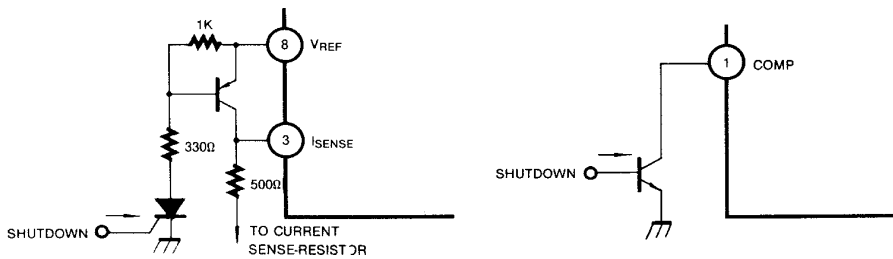 1K
8 VREF
330Ω
3 ISENSE
500Ω
SHUTDOWN
TO CURRENT
SENSE-RESISTOR
1 COMP
SHUTDOWN